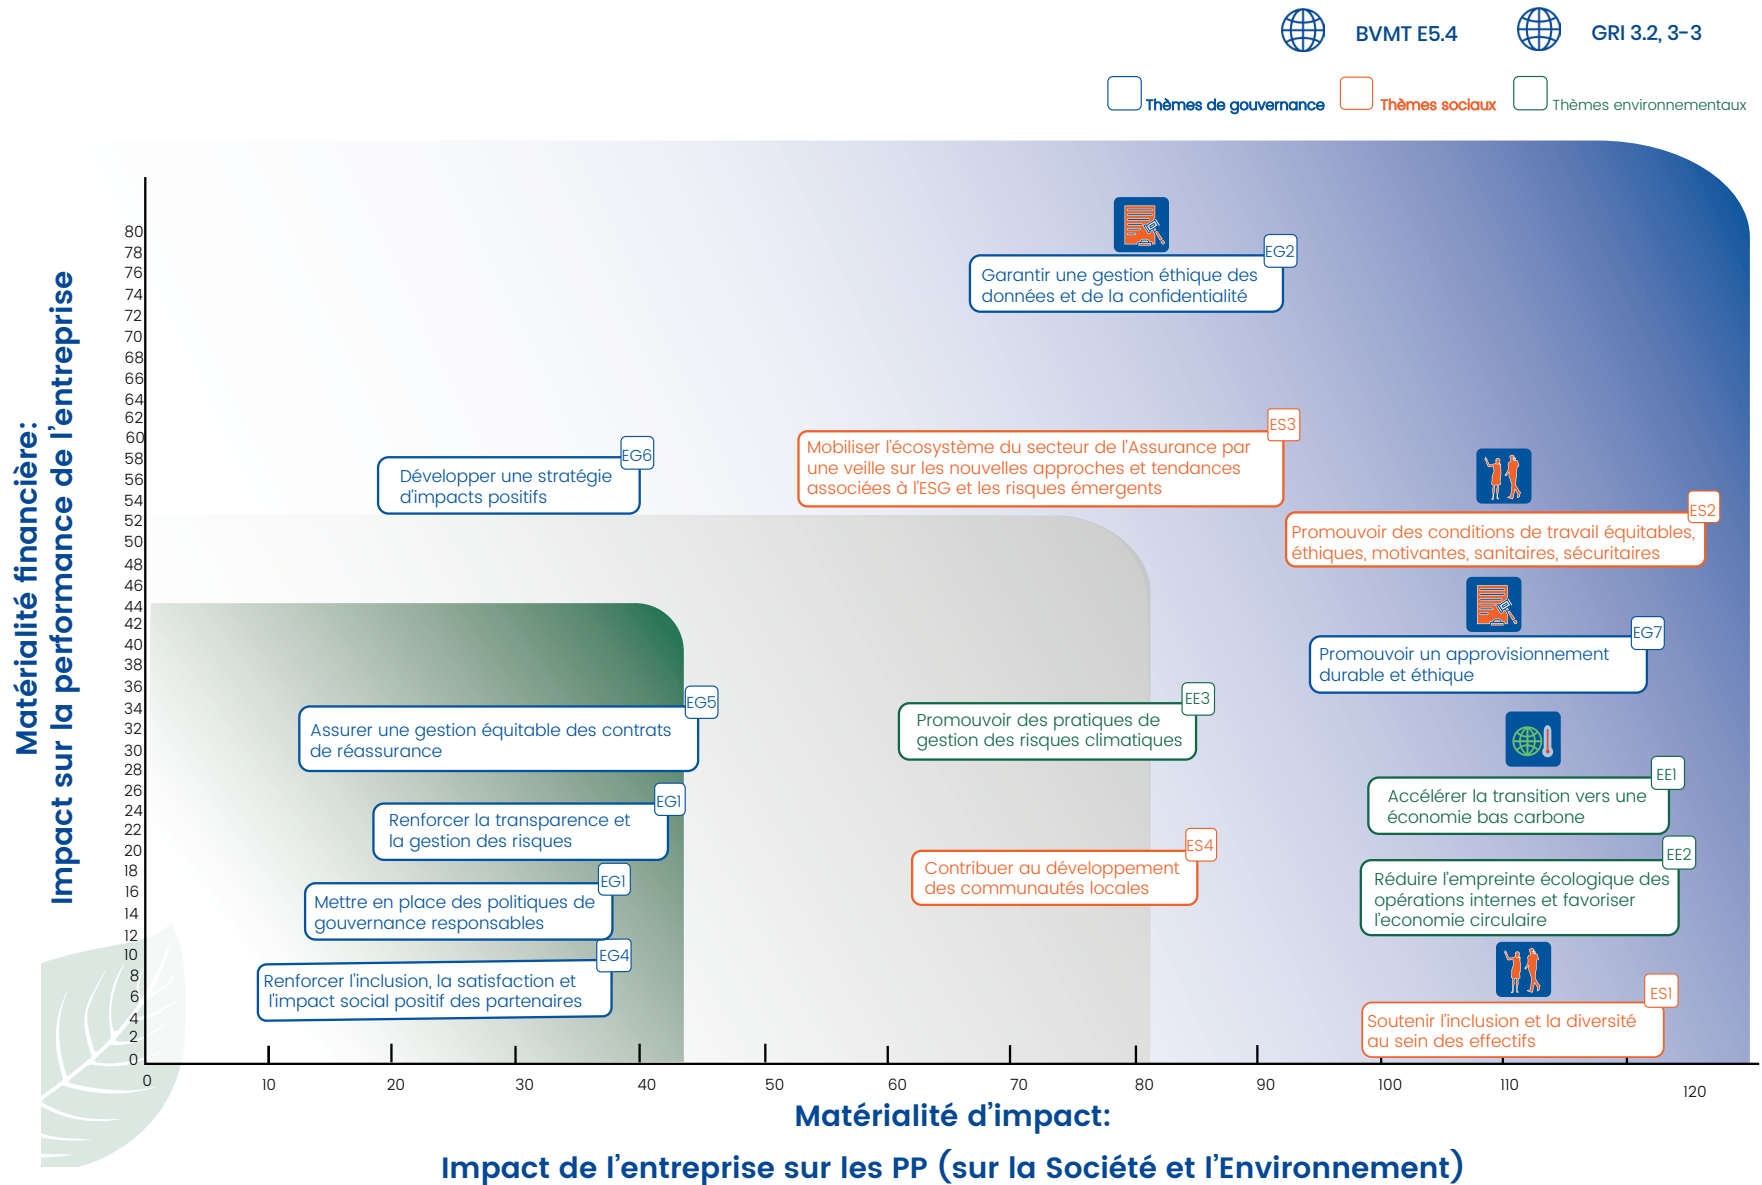 BVMT E5.4
GRI 3.2, 3-3
Thèmes de gouvernance
Thèmes sociaux
Thèmes environnementaux
Matérialité financière:
Impact sur la performance de l'entreprise
80
78
76
74
72
70
68
66
64
62
60
58
56
54
52
50
48
46
44
42
40
38
36
34
32
30
28
26
24
22
20
18
16
14
12
10
8
6
4
2
0
EG2
Garantir une gestion éthique des
données et de la confidentialité
ES3
Mobiliser l'écosystème du secteur de l'Assurance par
une veille sur les nouvelles approches et tendances
associées à l'ESG et les risques émergents
EG6
Développer une stratégie
d'impacts positifs
ES2
Promouvoir des conditions de travail équitables,
éthiques, motivantes, sanitaires, sécuritaires
EG7
Promouvoir un approvisionnement
durable et éthique
EG5
Assurer une gestion équitable des contrats
de réassurance
EE3
Promouvoir des pratiques de
gestion des risques climatiques
EE1
Accélérer la transition vers une
économie bas carbone
EG1
Renforcer la transparence et
la gestion des risques
ES4
Contribuer au développement
des communautés locales
EE2
Réduire l'empreinte écologique des
opérations internes et favoriser
l'economie circulaire
EG1
Mettre en place des politiques de
gouvernance responsables
EG4
Renforcer l'inclusion, la satisfaction et
l'impact social positif des partenaires
ES1
Soutenir l'inclusion et la diversité
au sein des effectifs
0
10
20
30
40
50
60
70
80
90
100
110
120
Matérialité d'impact:
Impact de l'entreprise sur les PP (sur la Société et l'Environnement)